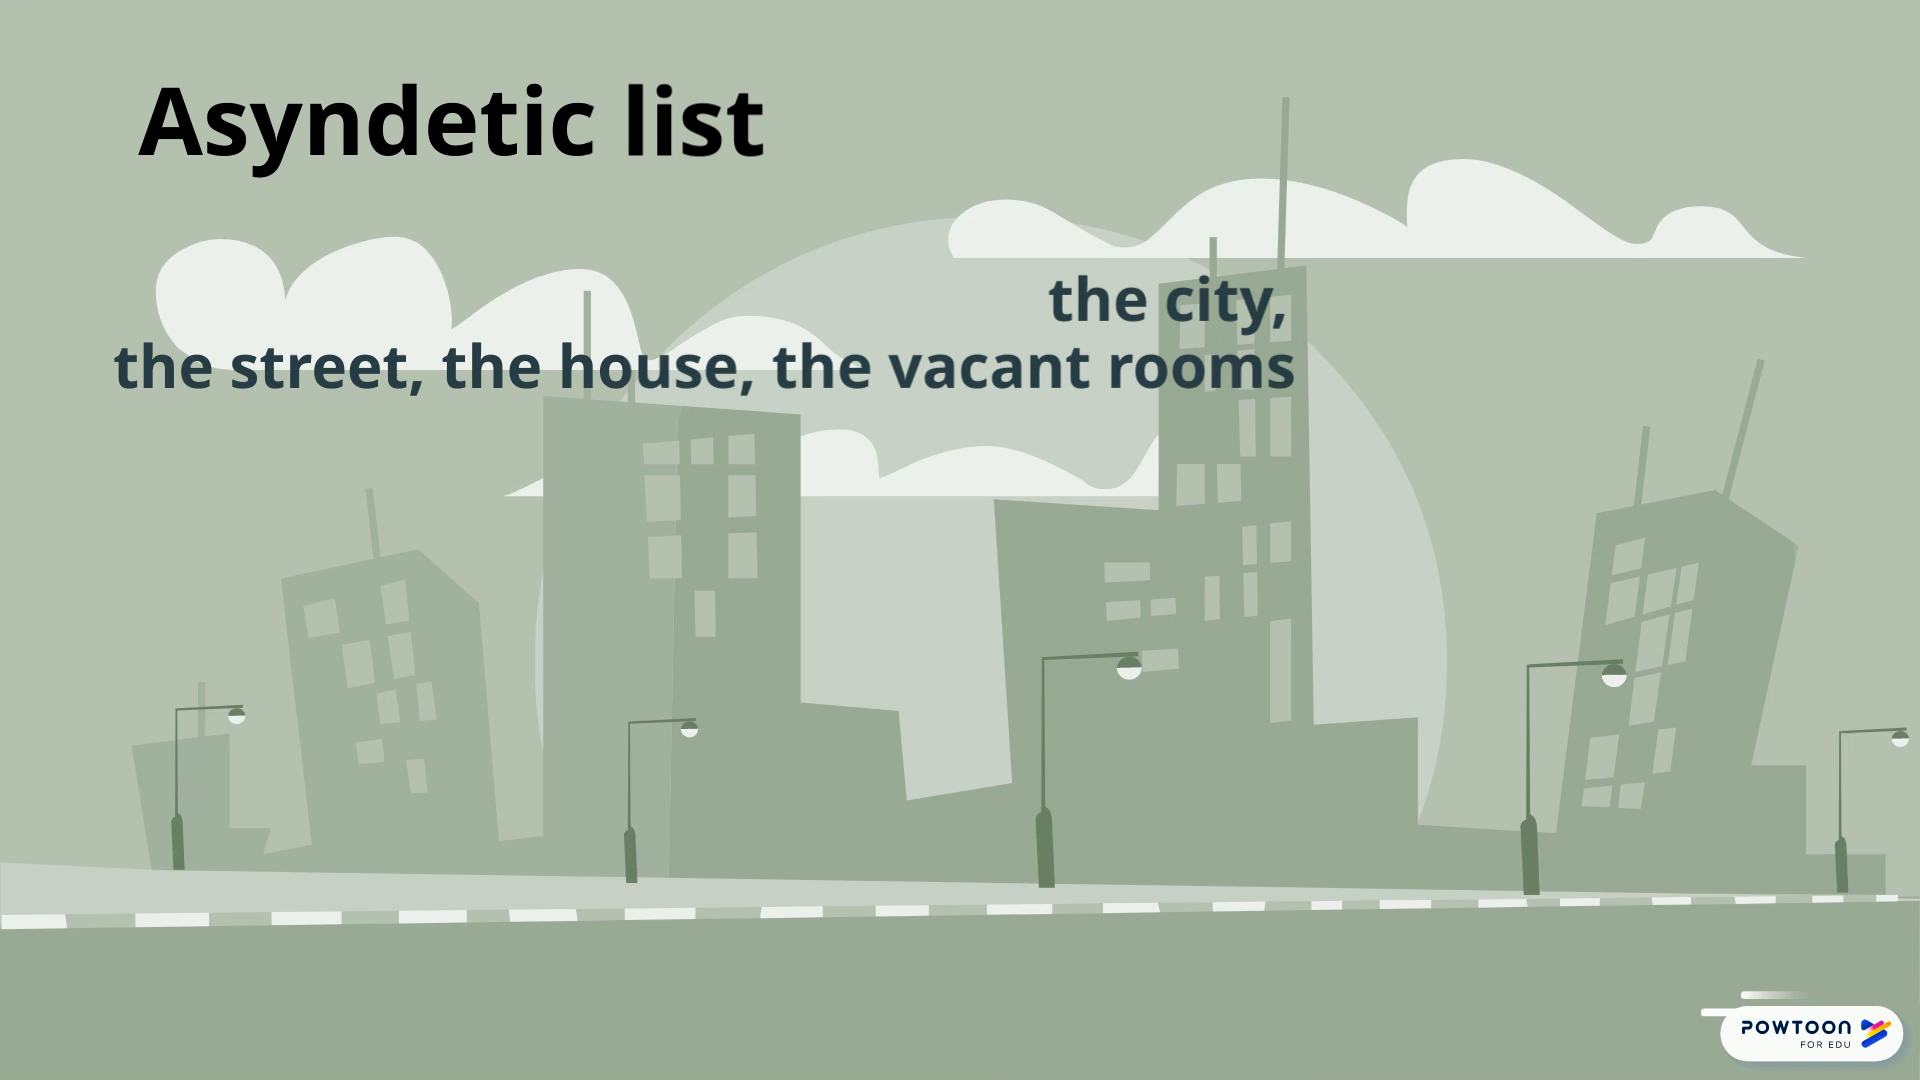 Asyndetic list
the city,
the street, the house, the vacant rooms
POWTOON
FOR EDU